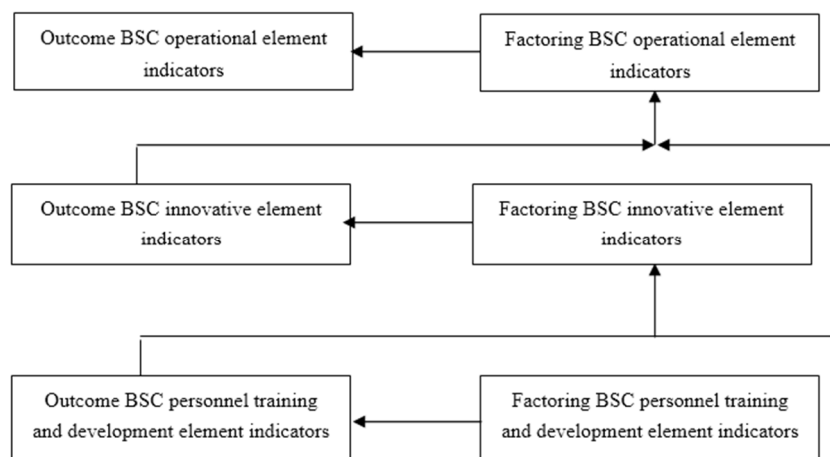 Outcome BSC operational element
indicators
Factoring BSC operational element
indicators
Outcome BSC innovative element
indicators
Factoring BSC innovative element
indicators
Outcome BSC personnel training
and development element indicators
Factoring BSC personnel training
and development element indicators